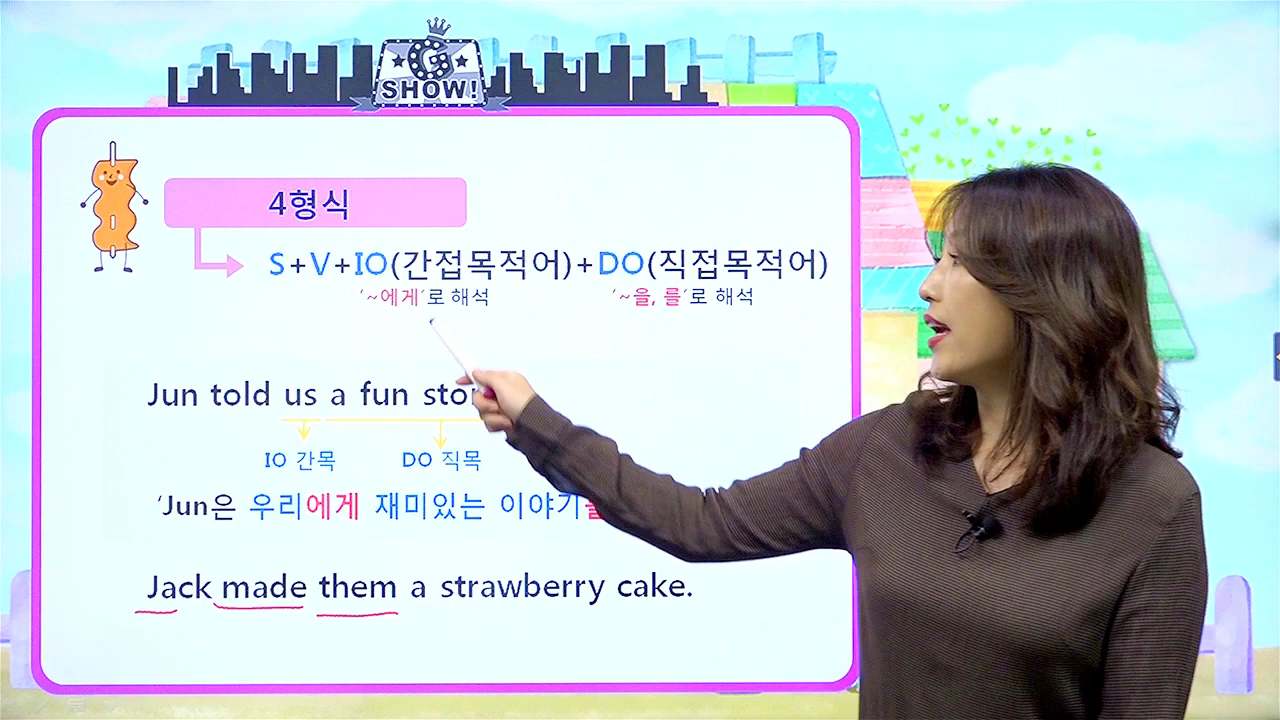 G
SHOW!
4형식
S+V+IO(간접목적어)+DO(직접목적어)
'~에게'로 해석 '~을, 를'로 해석
Jun told us a fun
IO 간목 DO 직목
‘Jun은 우리에게 재미있는 이야기
Jack made them a strawberry cake.